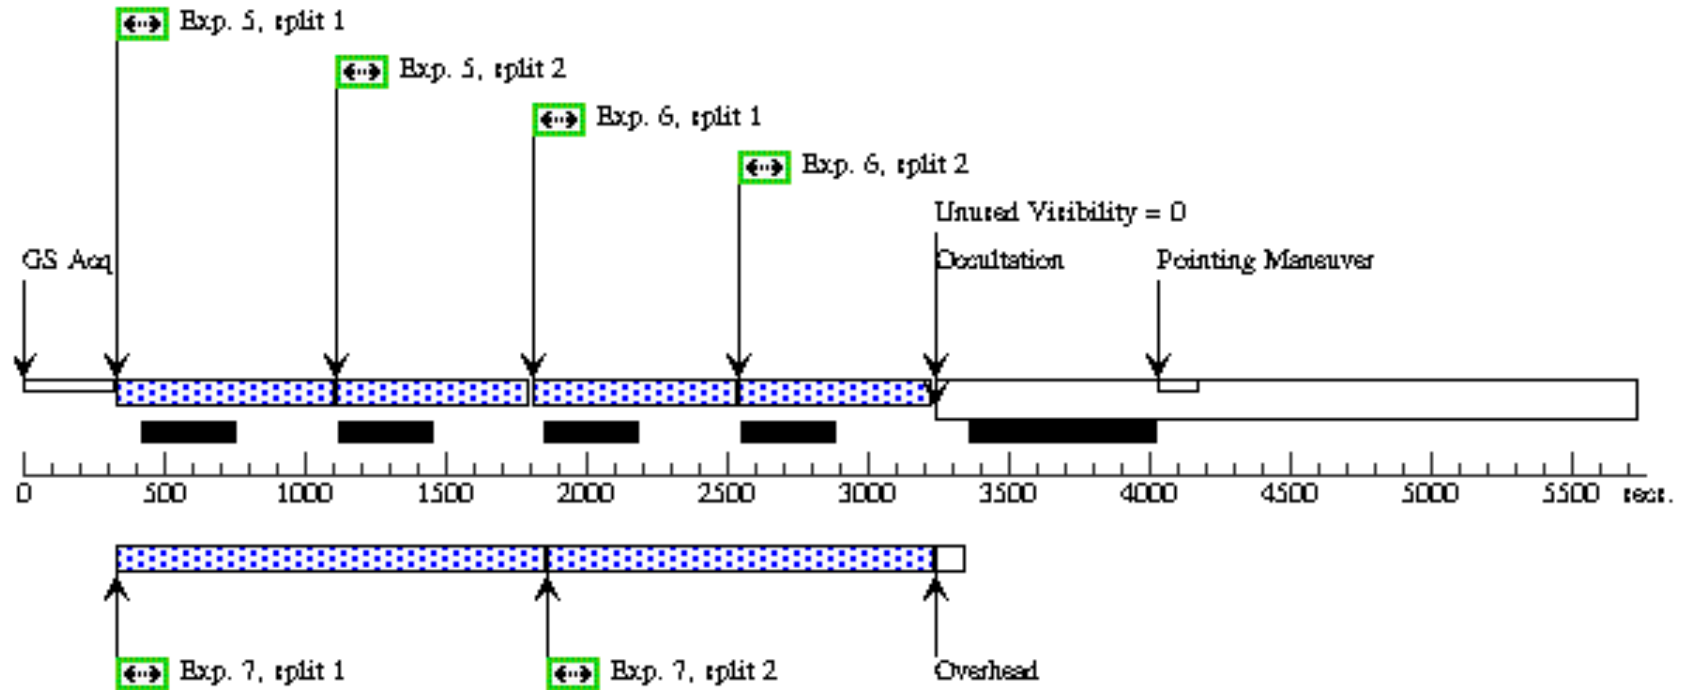 Exp. 5, split 1
Exp. 5, split 2
Exp. 6, split 1
Exp. 6, split 2
Unused Visibility = 0
GS Acq
Occultation
Pointing Maneuver
0 500 1000 1500 2000 2500 3000 3500 4000 4500 5000 5500 secs.
Exp. 7, split 1
Exp. 7, split 2
Overhead